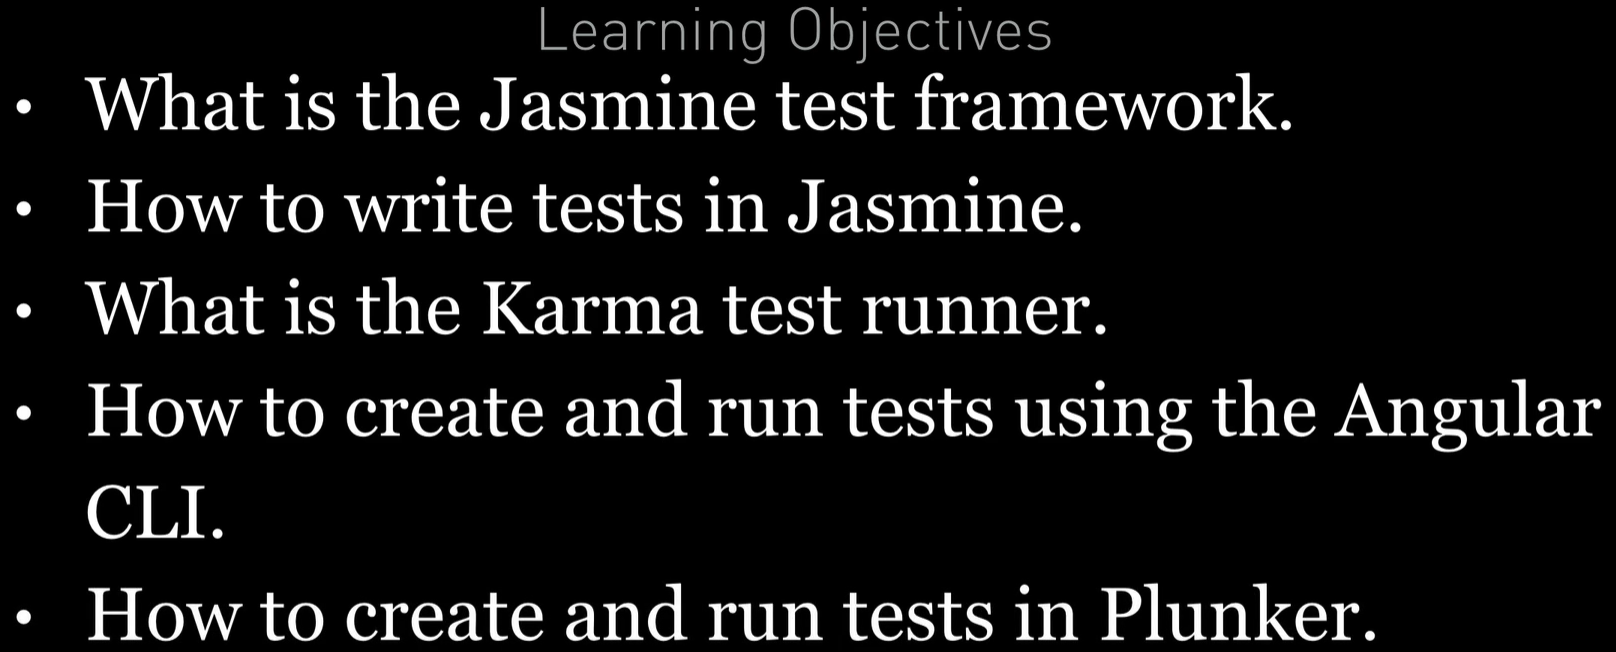 Learning Objectives
• What is the Jasmine test framework.
• How to write tests in Jasmine.
• What is the Karma test runner.
• How to create and run tests using the Angular
CLI.
• How to create and run tests in Plunker.